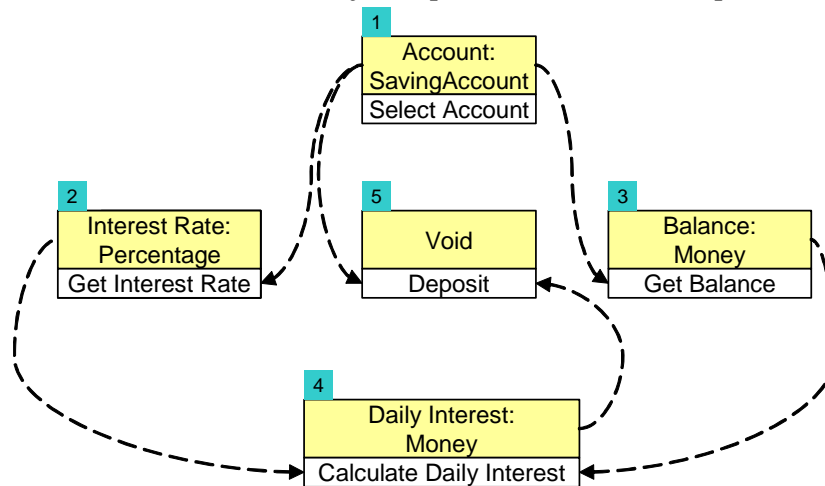 1
Account:
SavingAccount
Select Account
2
Interest Rate:
Percentage
Get Interest Rate
5
Void
Deposit
3
Balance:
Money
Get Balance
4
Daily Interest:
Money
Calculate Daily Interest